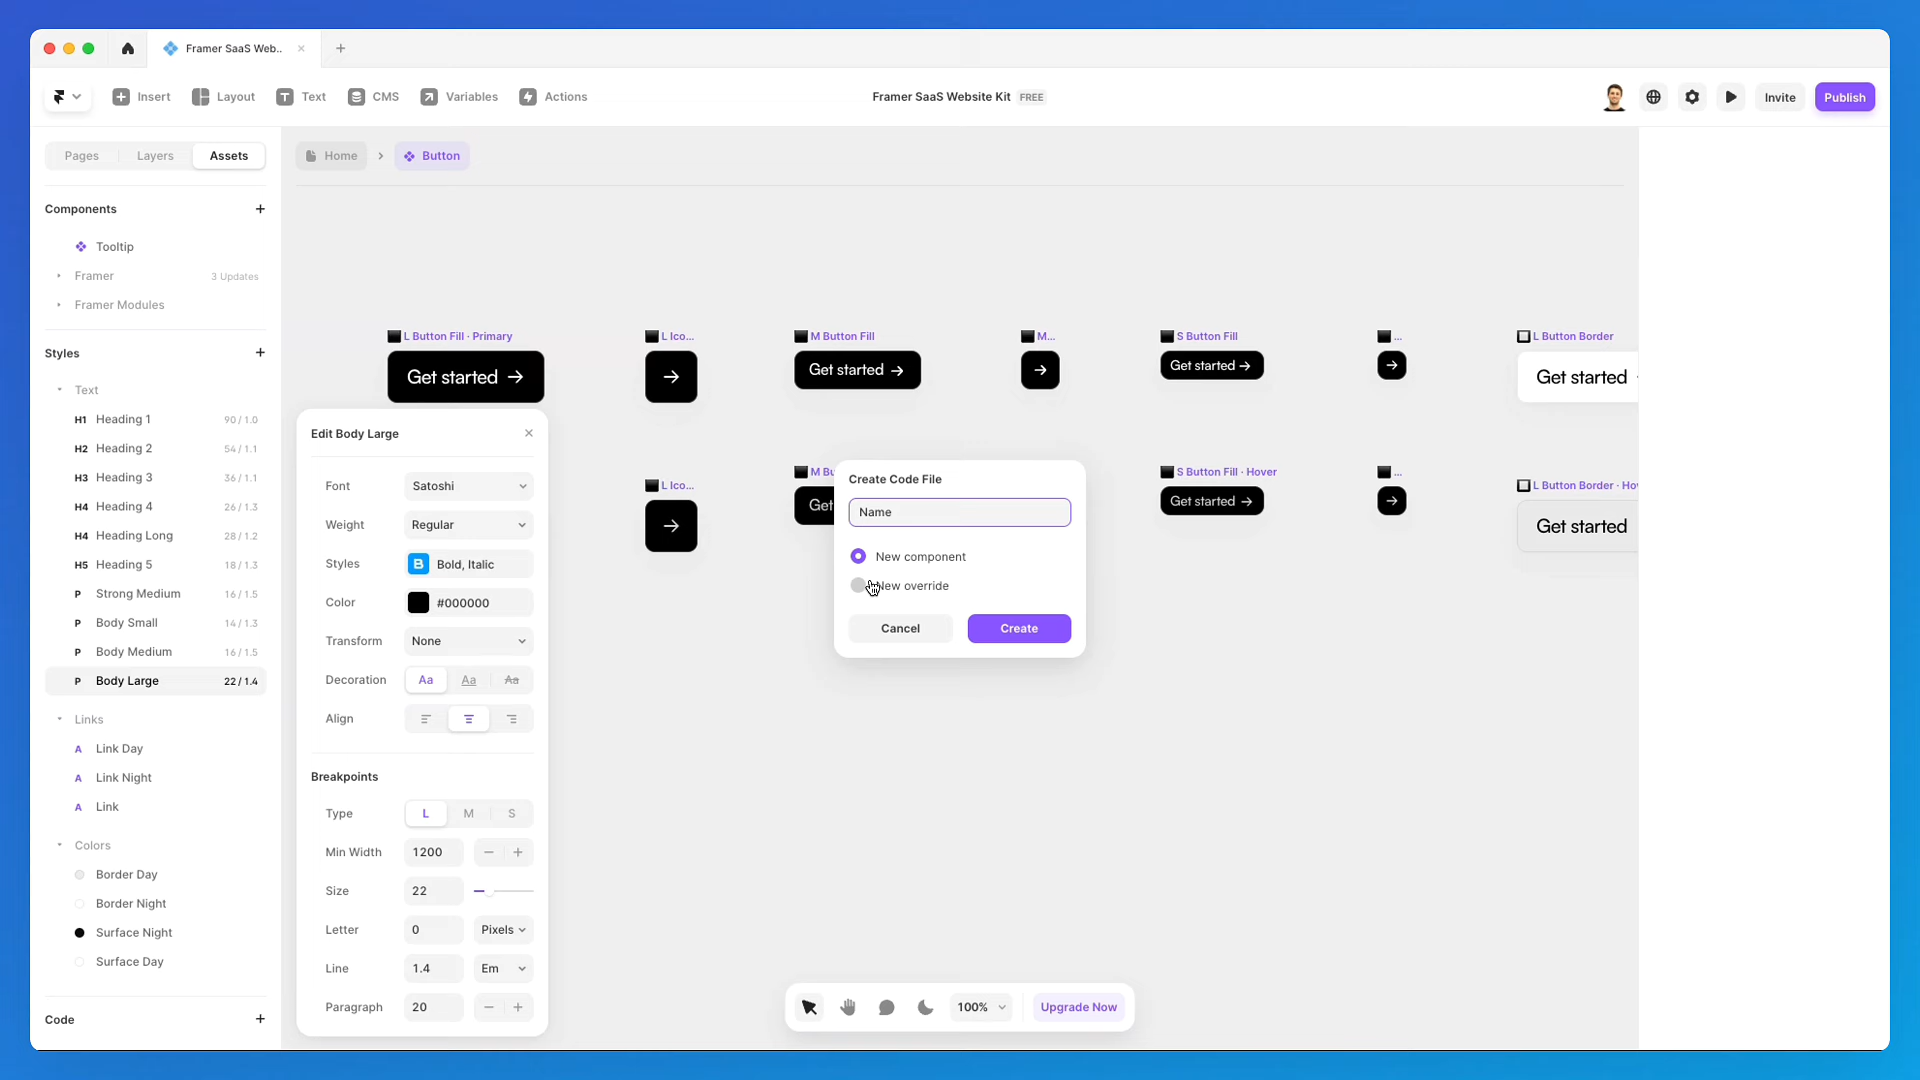 Framer SaaS Web..
Insert
Layout
Text
CMS
Variables
Actions
Framer SaaS Website Kit FREE
Invite
Publish
Pages
Layers
Assets
Home
Button
Components
Tooltip
Framer 3 Updates
Framer Modules
Styles
Text
H1 Heading 1 90 / 1.0
H2 Heading 2 54 / 1.1
H3 Heading 3 36 / 1.1
H4 Heading 4 26 / 1.3
H4 Heading Long 28 / 1.2
H5 Heading 5 18 / 1.3
P Strong Medium 16 / 1.5
P Body Small 14 / 1.3
P Body Medium 16 / 1.5
P Body Large 22 / 1.4
Links
A Link Day
A Link Night
A Link
Colors
Border Day
Border Night
Surface Night
Surface Day
Code
L Button Fill · Primary
L Ico...
M Button Fill
M...
S Button Fill
...
L Button Border
Get started
Get started
Get started
Get started
Edit Body Large
Font Satoshi
Weight Regular
Styles B Bold, Italic
Color #000000
Transform None
Decoration Aa Aa Aa
Align
Breakpoints
Type L M S
Min Width 1200
Size 22
Letter 0 Pixels
Line 1.4 Em
Paragraph 20
L Ico...
M Bu
S Button Fill · Hover
...
L Button Border · Ho
Get
Get started
Get started
Create Code File
Name
New component
New override
Cancel
Create
100%
Upgrade Now